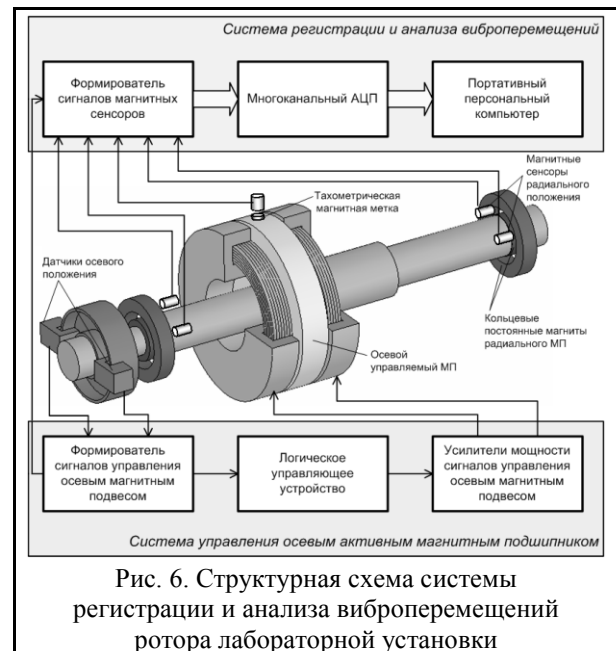 Система регистрации и анализа виброперемещений
Формирователь
сигналов магнитных
сенсоров
Многоканальный АЦП
Портативный
персональный
компьютер
Магнитные
сенсоры
радиального
положения
Тахометрическая
магнитная метка
Датчики осевого
положения
Кольцевые
постоянные магниты
радиального МП
Осевой
управляемый МП
Формирователь
сигналов управления
осевым магнитным
подвесом
Логическое
управляющее
устройство
Усилители мощности
сигналов управления
осевым магнитным
подвесом
Система управления осевым активным магнитным подшипником
Рис. 6. Структурная схема системы
регистрации и анализа виброперемещений
ротора лабораторной установки